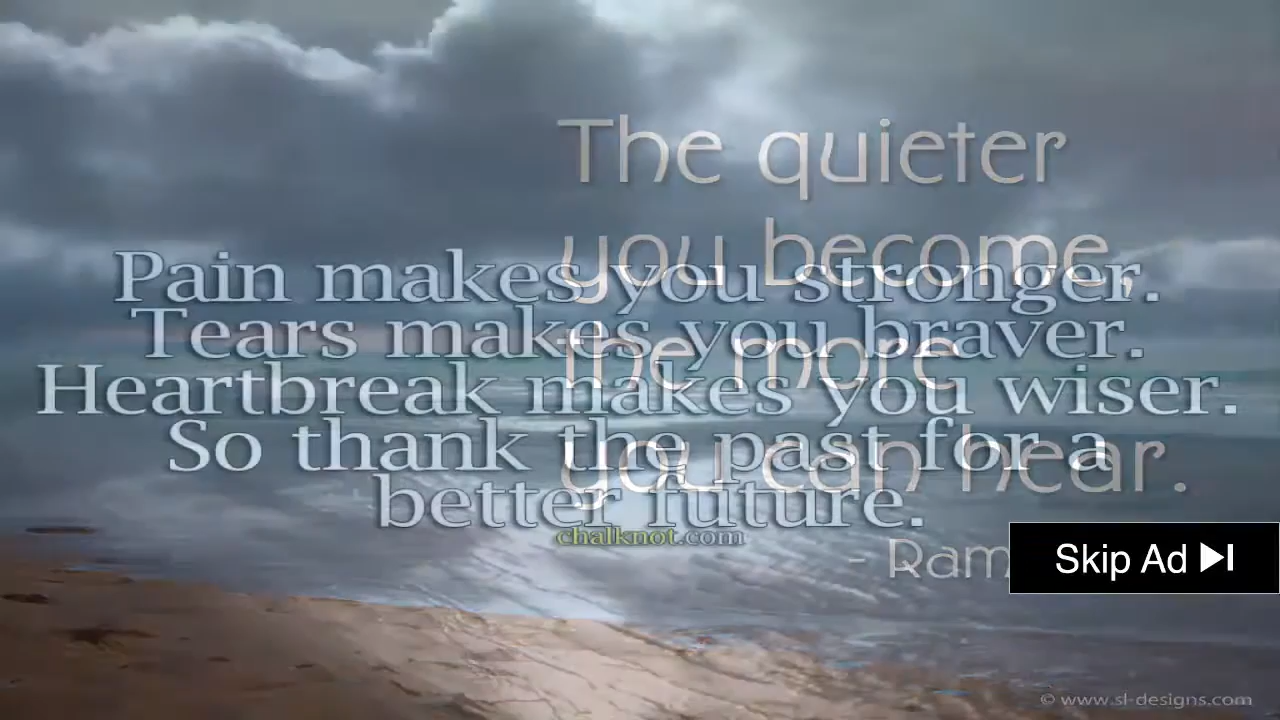 The quieter
you become,
the more
you can hear.
- Ram
Pain makes you stronger.
Tears makes you braver.
Heartbreak makes you wiser.
So thank the past for a
better future.
chalknot.com
Skip Ad
© www.sl-designs.com